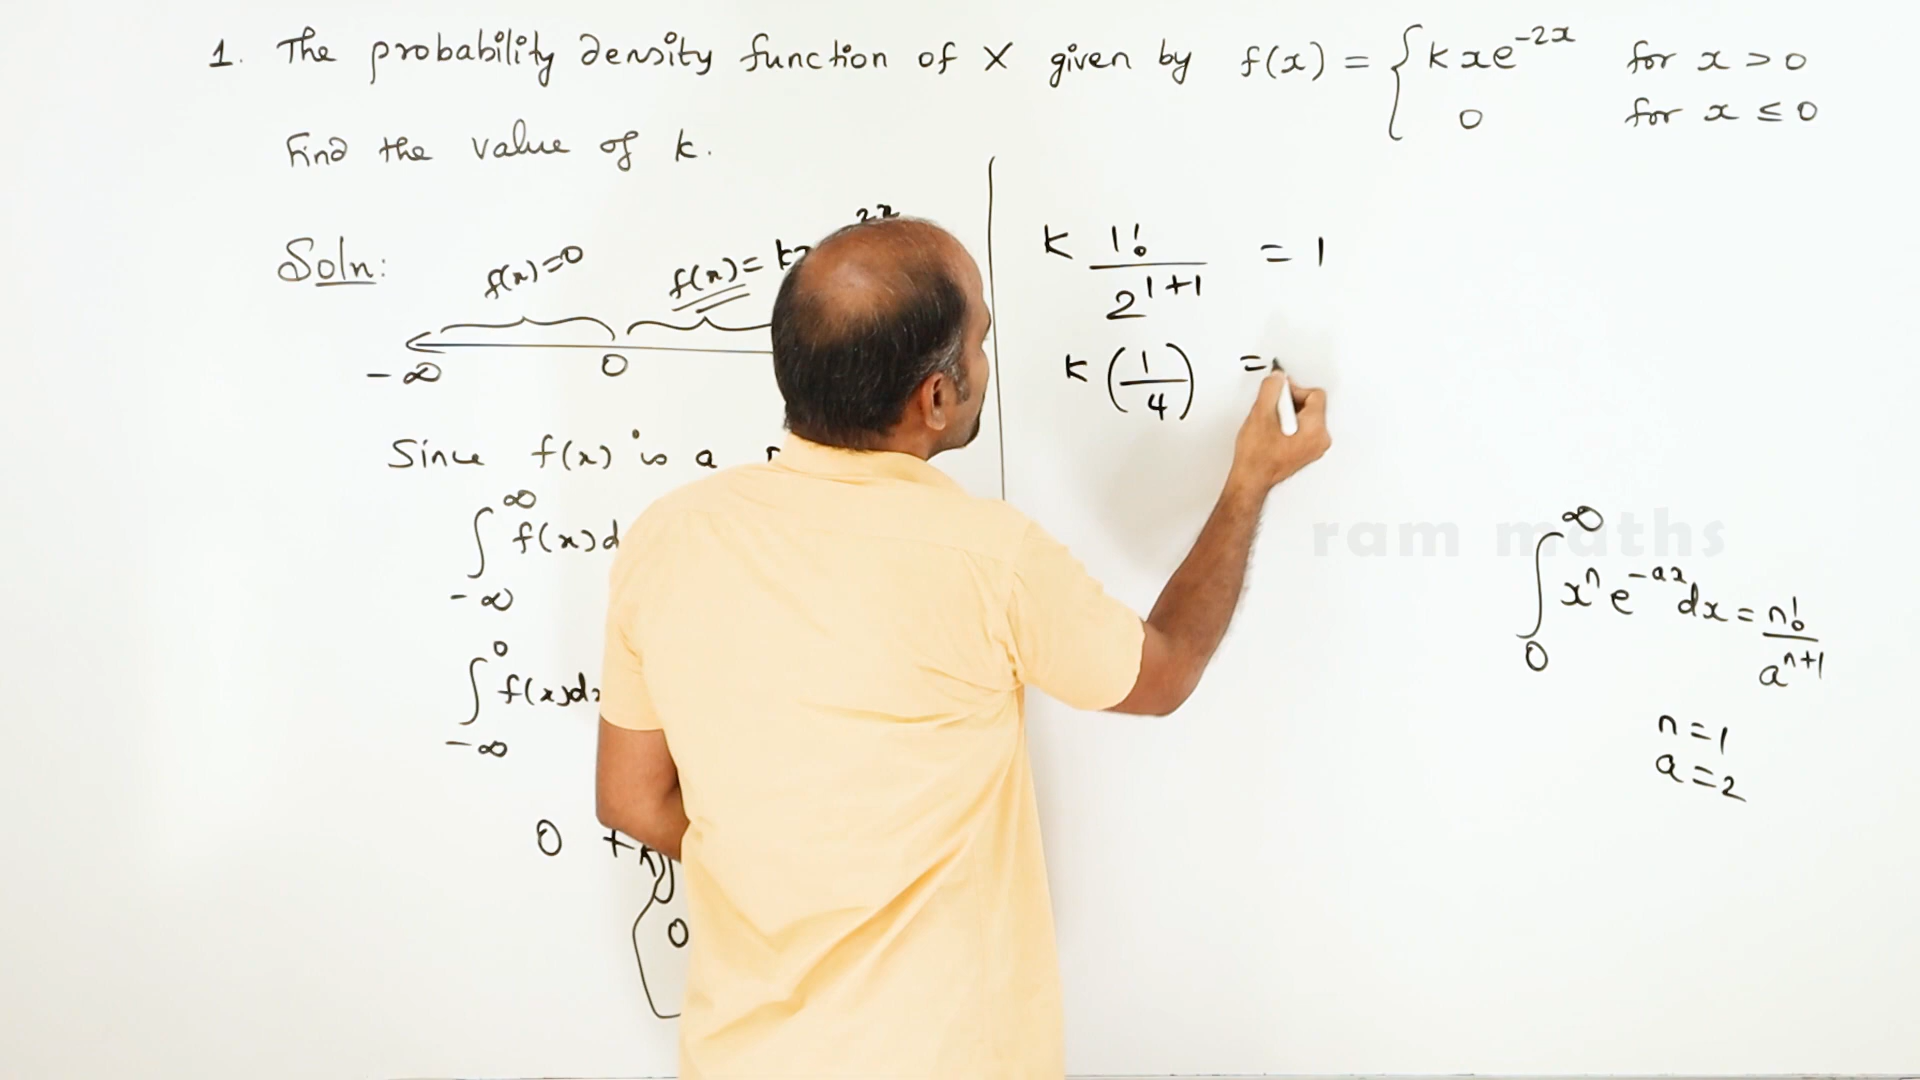 1. The probability density function of X given by f(x) = { k x e^{-2x} for x > 0
0 for x ≤ 0
Find the value of k.
Soln:
f(x)=0
f(x)= k
2x
-∞
0
Since f(x) is a
∫_{-∞}^{∞} f(x)d
∫_{-∞}^{0} f(x)dx
0 + k
0
k 1!/2^{1+1} = 1
k (1/4) =
ram maths
∫_{0}^{∞} x^n e^{-ax} dx = n!/a^{n+1}
n=1
a=2